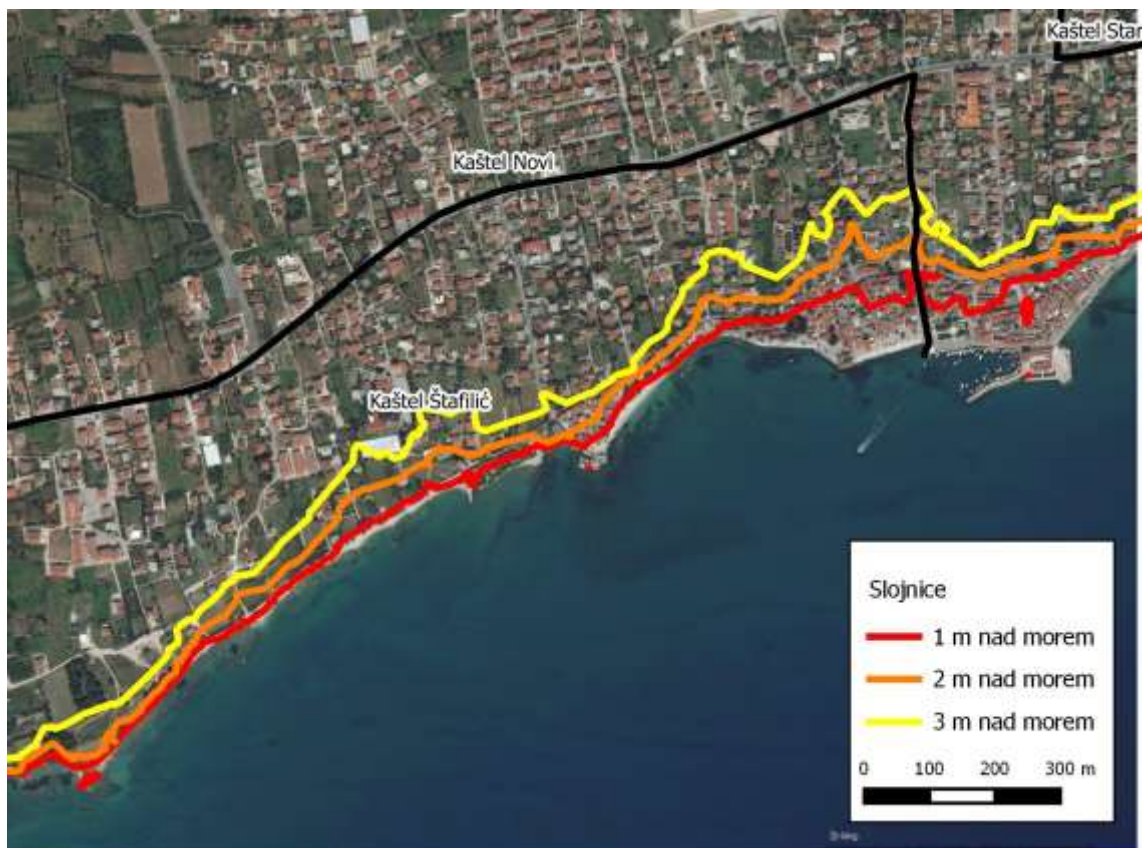 Kaštel Star
Kaštel Novi
Kaštel Štafilić
Slojnice
1 m nad morem
2 m nad morem
3 m nad morem
0 100 200 300 m